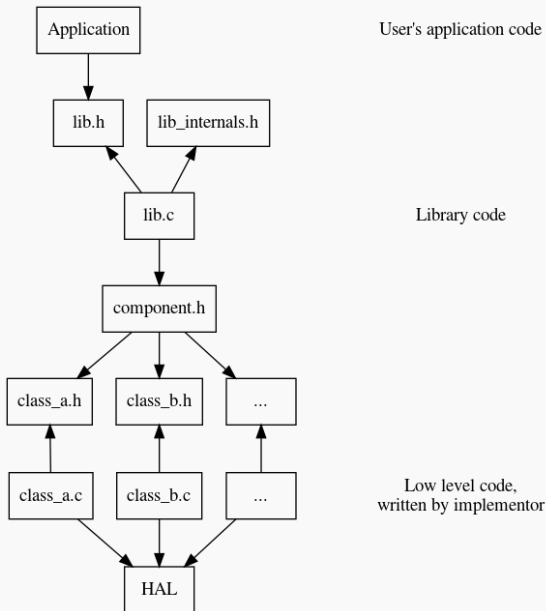 Application
User's application code
lib.h
lib_internals.h
lib.c
Library code
component.h
class_a.h
class_b.h
...
class_a.c
class_b.c
...
Low level code,
written by implementor
HAL